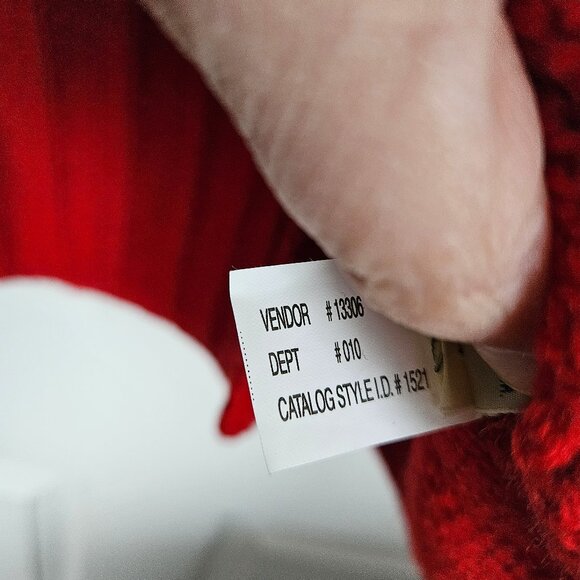 VENDOR #13306
DEPT #010
CATALOG STYLE I.D. # 1521